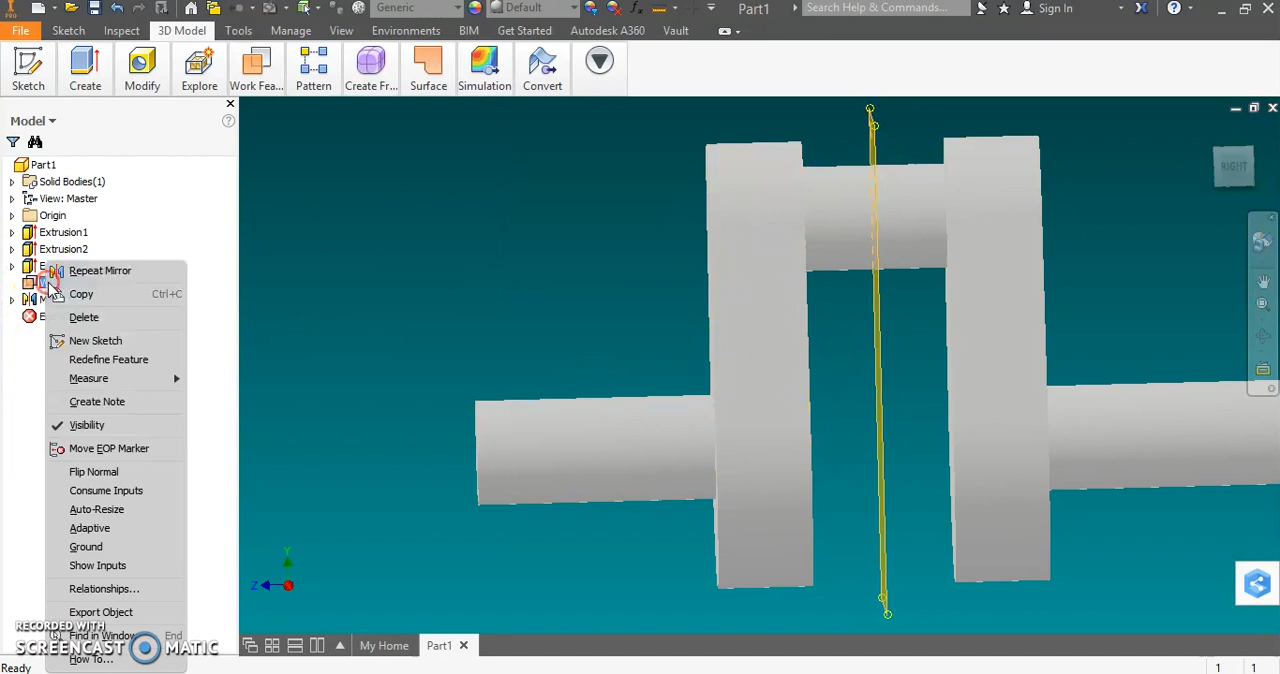 PRO
Generic
Default
Part1
Search Help & Commands...
Sign In
File
Sketch
Inspect
3D Model
Tools
Manage
View
Environments
BIM
Get Started
Autodesk A360
Vault
Sketch
Create
Modify
Explore
Work Fea...
Pattern
Create Fr...
Surface
Simulation
Convert
Model
Part1
Solid Bodies(1)
View: Master
Origin
Extrusion1
Extrusion2
E
Repeat Mirror
Copy Ctrl+C
Delete
New Sketch
Redefine Feature
Measure
Create Note
Visibility
Move EOP Marker
Flip Normal
Consume Inputs
Auto-Resize
Adaptive
Ground
Show Inputs
Relationships...
Export Object
Find in Window End
How To...
RECORDED WITH
SCREENCAST MATIC
RIGHT
Y
Z
My Home
Part1
Ready
1 1